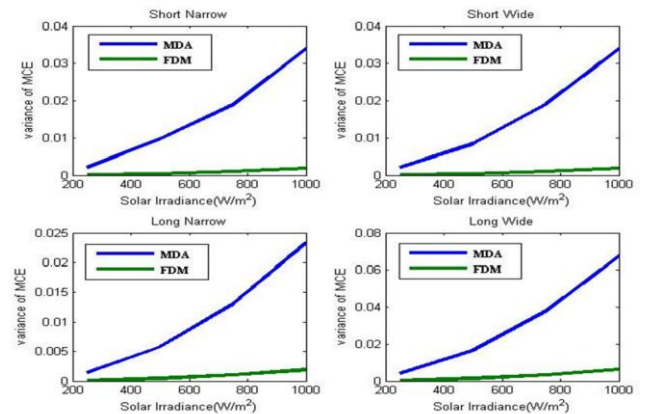 Short Narrow
variance of MCE
0.04
0.03
0.02
0.01
0
MDA
FDM
200 400 600 800 1000
Solar Irradiance(W/m²)
Short Wide
variance of MCE
0.04
0.03
0.02
0.01
0
MDA
FDM
200 400 600 800 1000
Solar Irradiance(W/m²)
Long Narrow
variance of MCE
0.025
0.02
0.015
0.01
0.005
0
MDA
FDM
200 400 600 800 1000
Solar Irradiance(W/m²)
Long Wide
variance of MCE
0.08
0.06
0.04
0.02
0
MDA
FDM
200 400 600 800 1000
Solar Irradiance(W/m²)